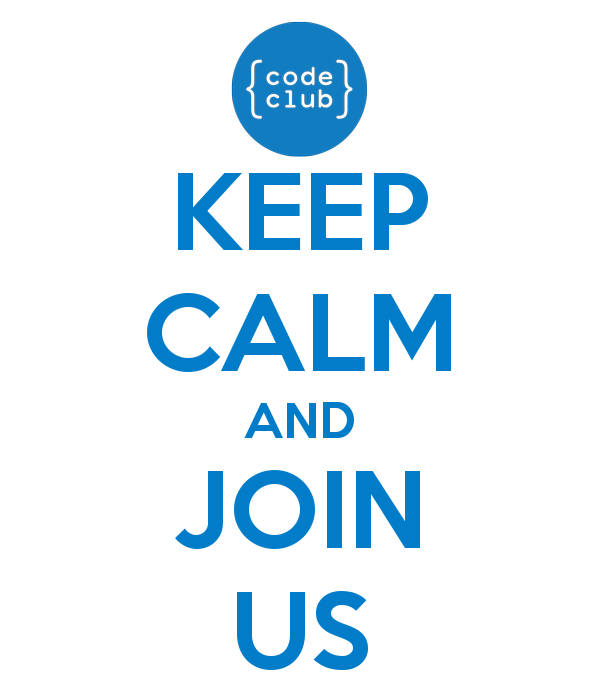 {code
club}
KEEP
CALM
AND
JOIN
US